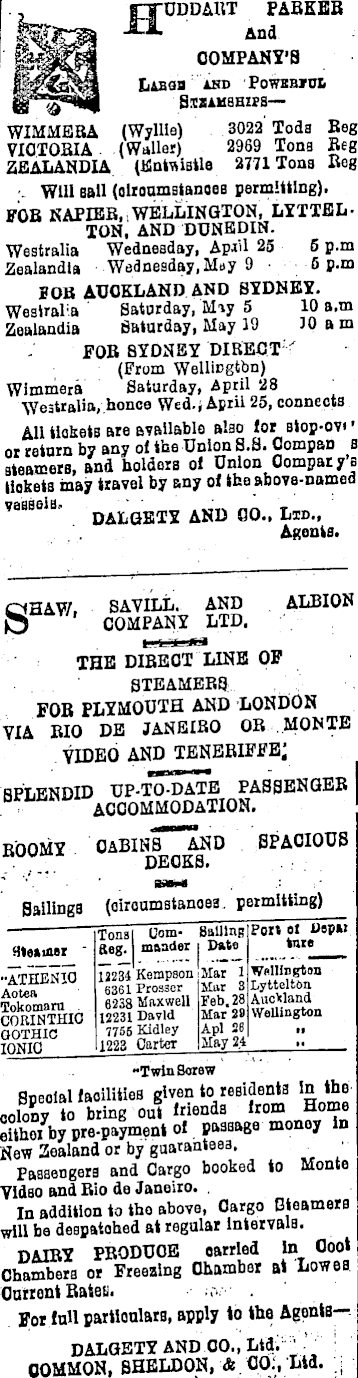 HUDDART PARKER
And
COMPANY'S
LARGE AND POWERFUL
STEAMSHIPS—
WIMMERA (Wyllie) 3022 Tods Reg
VICTORIA (Waller) 2969 Tons Reg
ZEALANDIA (Entwistle 2771 Tons Reg
Will sail (circumstances permitting).
FOR NAPIER, WELLINGTON, LYTTEL-
TON, AND DUNEDIN.
Westralia Wednesday, April 25 5 p.m
Zealandia Wednesday, May 9 5 p.m
FOR AUCKLAND AND SYDNEY.
Westralia Saturday, May 5 10 a.m
Zealandia Saturday, May 19 10 a m
FOR SYDNEY DIRECT
(From Wellington)
Wimmera Saturday, April 28
Westralia, hence Wed., April 25, connects
All tickets are available also for stop-ov
or return by any of the Union S.S. Compan s
steamers, and holders of Union Company's
tickets may travel by any of the above-named
vessels.
DALGETY AND CO., LTD.,
Agents.
SHAW, SAVILL, AND ALBION
COMPANY LTD.
THE DIRECT LINE OF
STEAMERS
FOR PLYMOUTH AND LONDON
VIA RIO DE JANEIRO OR MONTE
VIDEO AND TENERIFFE;
SPLENDID UP-TO-DATE PASSENGER
ACCOMMODATION.
ROOMY CABINS AND SPACIOUS
DECKS.
Sailings (circumstances permitting)
Steamer Tons Reg. Com-mander Sailing Date Port of Depar ture
"ATHENIC 12234 Kempson Mar 1 Wellington
Aotea 6361 Prosser Mar 3 Lyttelton
Tokomaru 6238 Maxwell Feb. 28 Auckland
CORINTHIC 12231 David Mar 29 Wellington
GOTHIC 7755 Kidley Apl 26 "
IONIC 1223 Carter May 24 "
"Twin Screw
Special facilities given to residents in the
colony to bring out friends from Home
either by pre-payment of passage money in
New Zealand or by guarantees.
Passengers and Cargo booked to Monte
Video and Rio de Janeiro.
In addition to the above, Cargo Steamers
will be despatched at regular intervals.
DAIRY PRODUCE carried in Cool
Chambers or Freezing Chamber at Lowes
Current Rates.
For full particulars, apply to the Agents—
DALGETY AND CO., Ltd.
COMMON, SHELDON, & CO., Ltd.